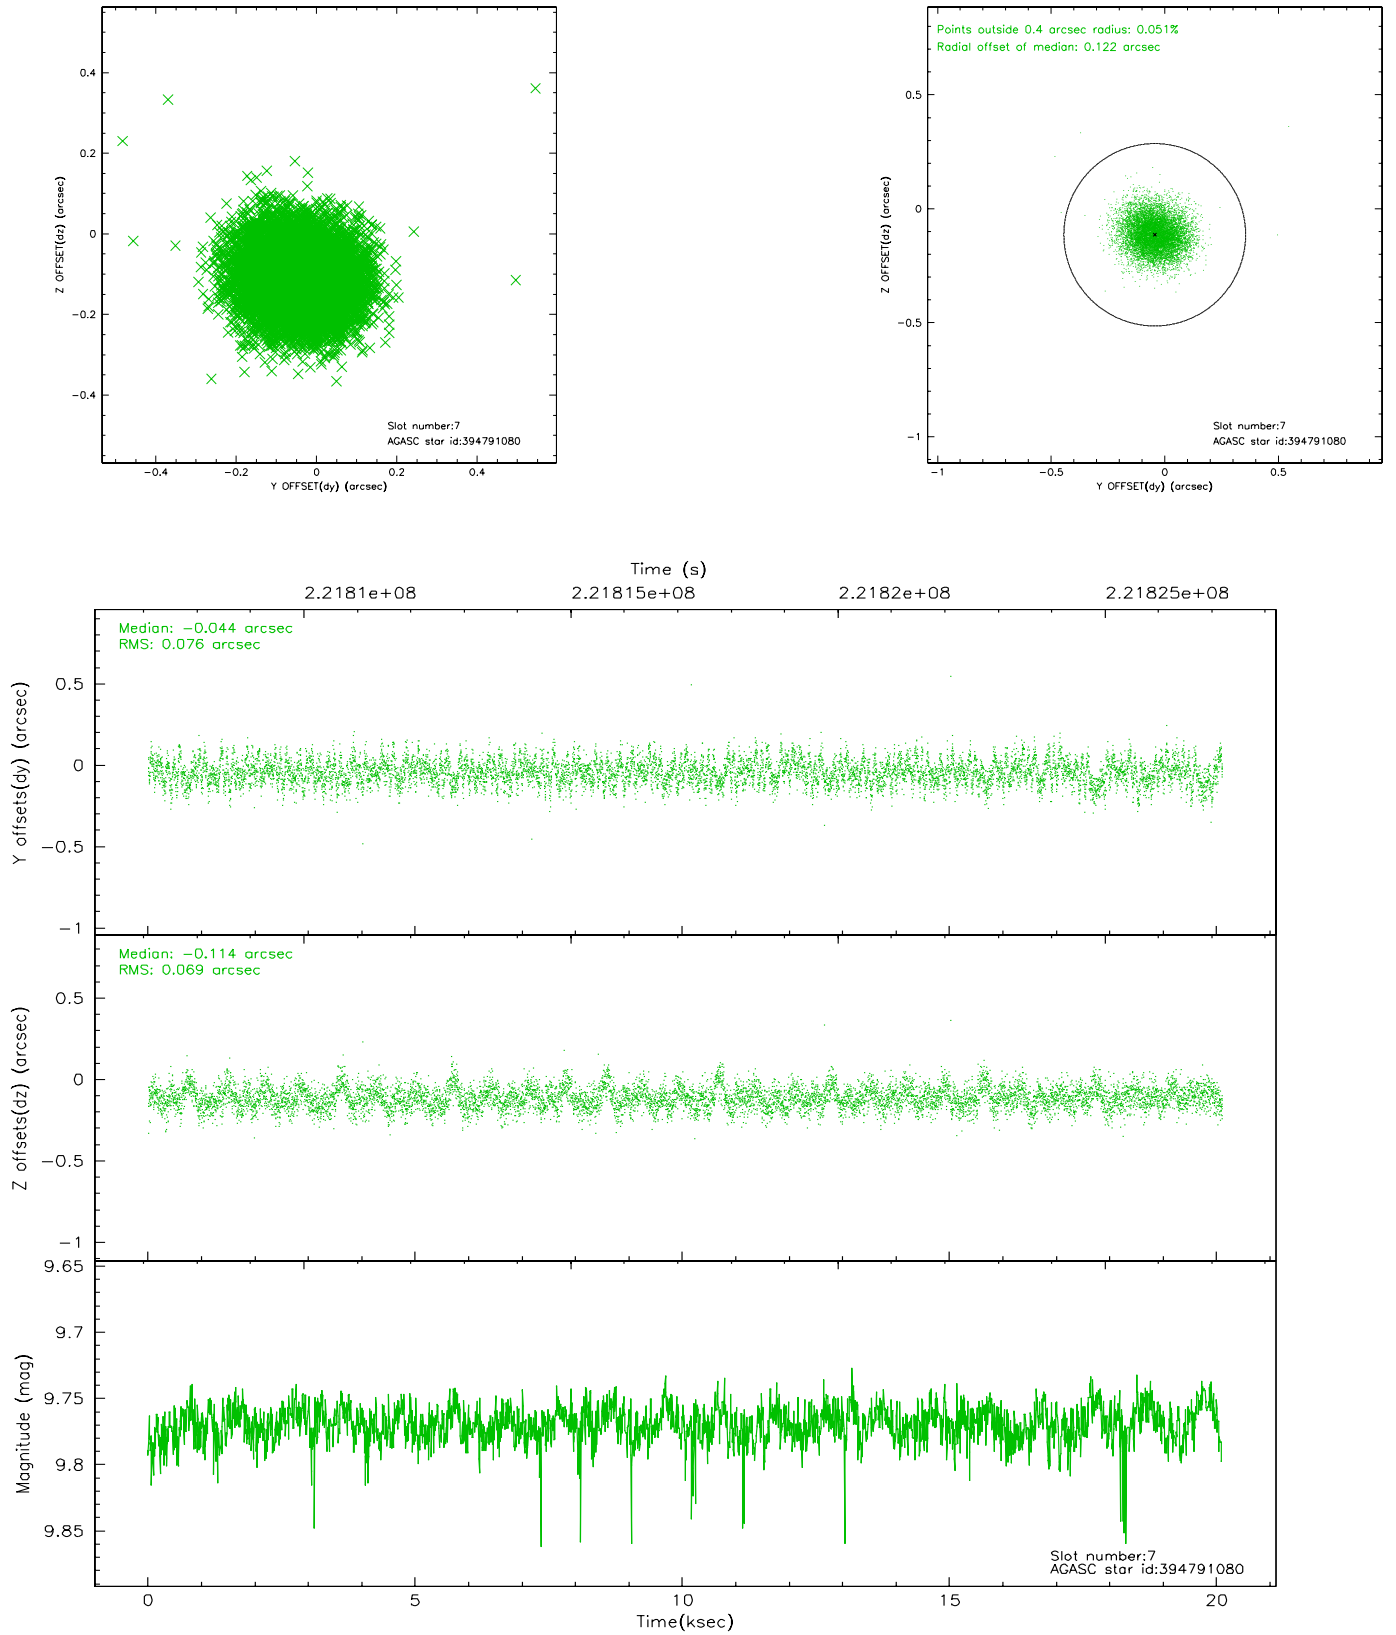 0.4
0.2
0
−0.2
−0.4
Z OFFSET(dz) (arcsec)
Slot number:7
AGASC star id:394791080
−0.4 −0.2 0 0.2 0.4
Y OFFSET(dy) (arcsec)
Points outside 0.4 arcsec radius: 0.051%
Radial offset of median: 0.122 arcsec
0.5
0
−0.5
−1
Z OFFSET(dz) (arcsec)
Slot number:7
AGASC star id:394791080
−1 −0.5 0 0.5
Y OFFSET(dy) (arcsec)
Time (s)
2.2181e+08 2.21815e+08 2.2182e+08 2.21825e+08
Median: −0.044 arcsec
RMS: 0.076 arcsec
0.5
0
−0.5
−1
Y offsets(dy) (arcsec)
Median: −0.114 arcsec
RMS: 0.069 arcsec
0.5
0
−0.5
−1
Z offsets(dz) (arcsec)
9.65
9.7
9.75
9.8
9.85
Magnitude (mag)
Slot number:7
AGASC star id:394791080
0 5 10 15 20
Time(ksec)